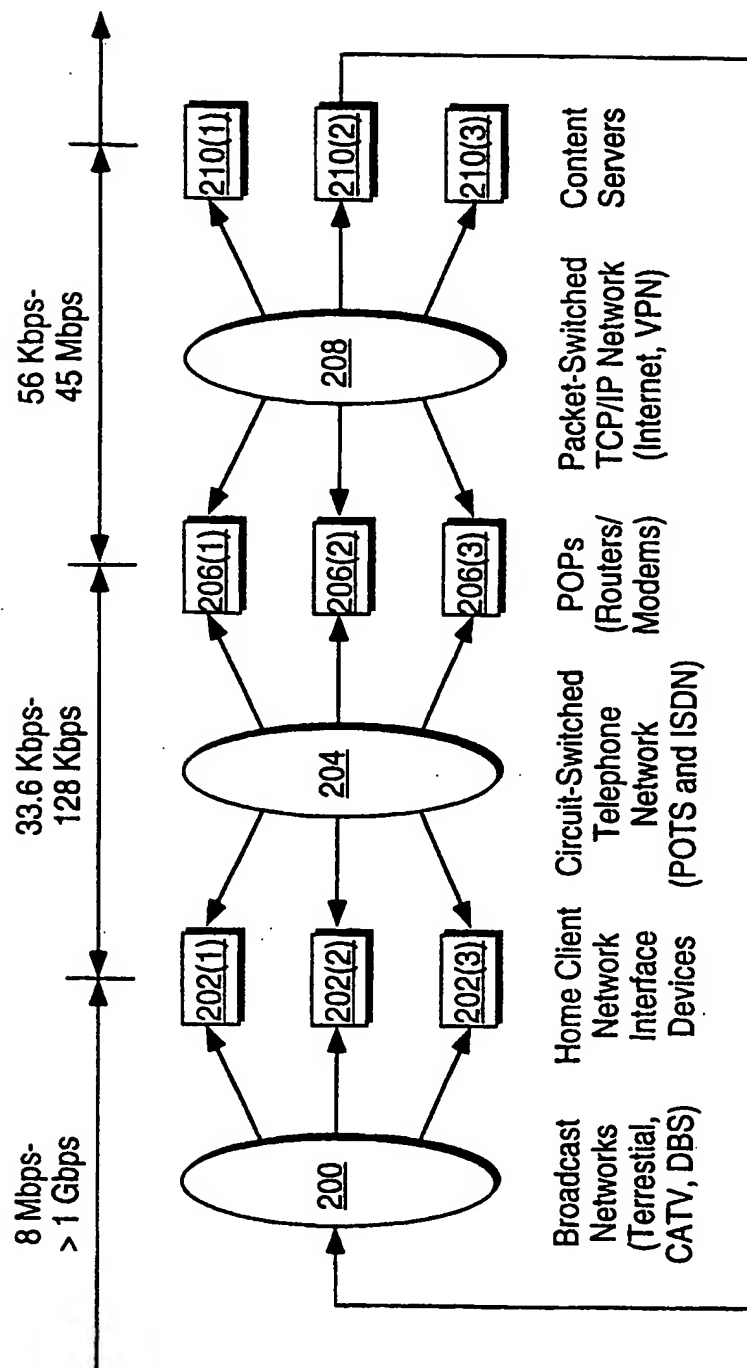 8 Mbps-
> 1 Gbps
33.6 Kbps-
128 Kbps
56 Kbps-
45 Mbps
200
202(1)
202(2)
202(3)
204
206(1)
206(2)
206(3)
208
210(1)
210(2)
210(3)
Broadcast
Networks
(Terrestial,
CATV, DBS)
Home Client
Network
Interface
Devices
Circuit-Switched
Telephone
Network
(POTS and ISDN)
POPs
(Routers/
Modems)
Packet-Switched
TCP/IP Network
(Internet, VPN)
Content
Servers